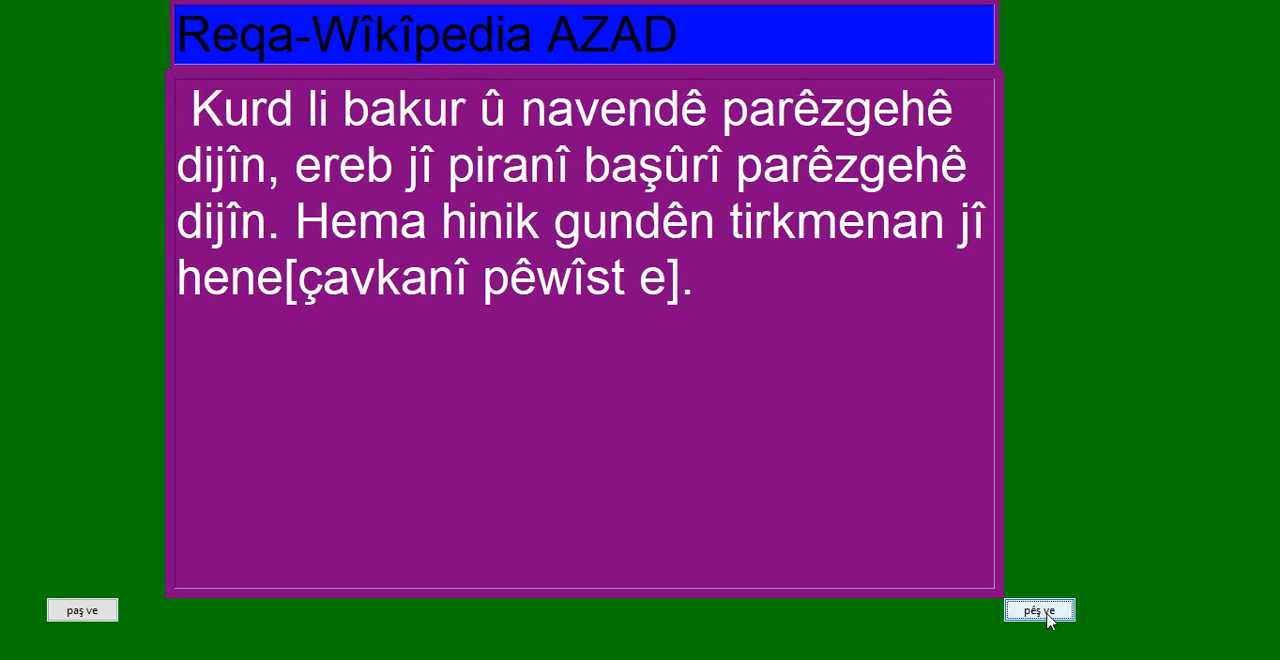 Reqa-Wîkîpedia AZAD
Kurd li bakur û navendê parêzgehê
dijîn, ereb jî piranî başûrî parêzgehê
dijîn. Hema hinik gundên tirkmenan jî
hene[çavkanî pêwîst e].
paş ve
pêş ve